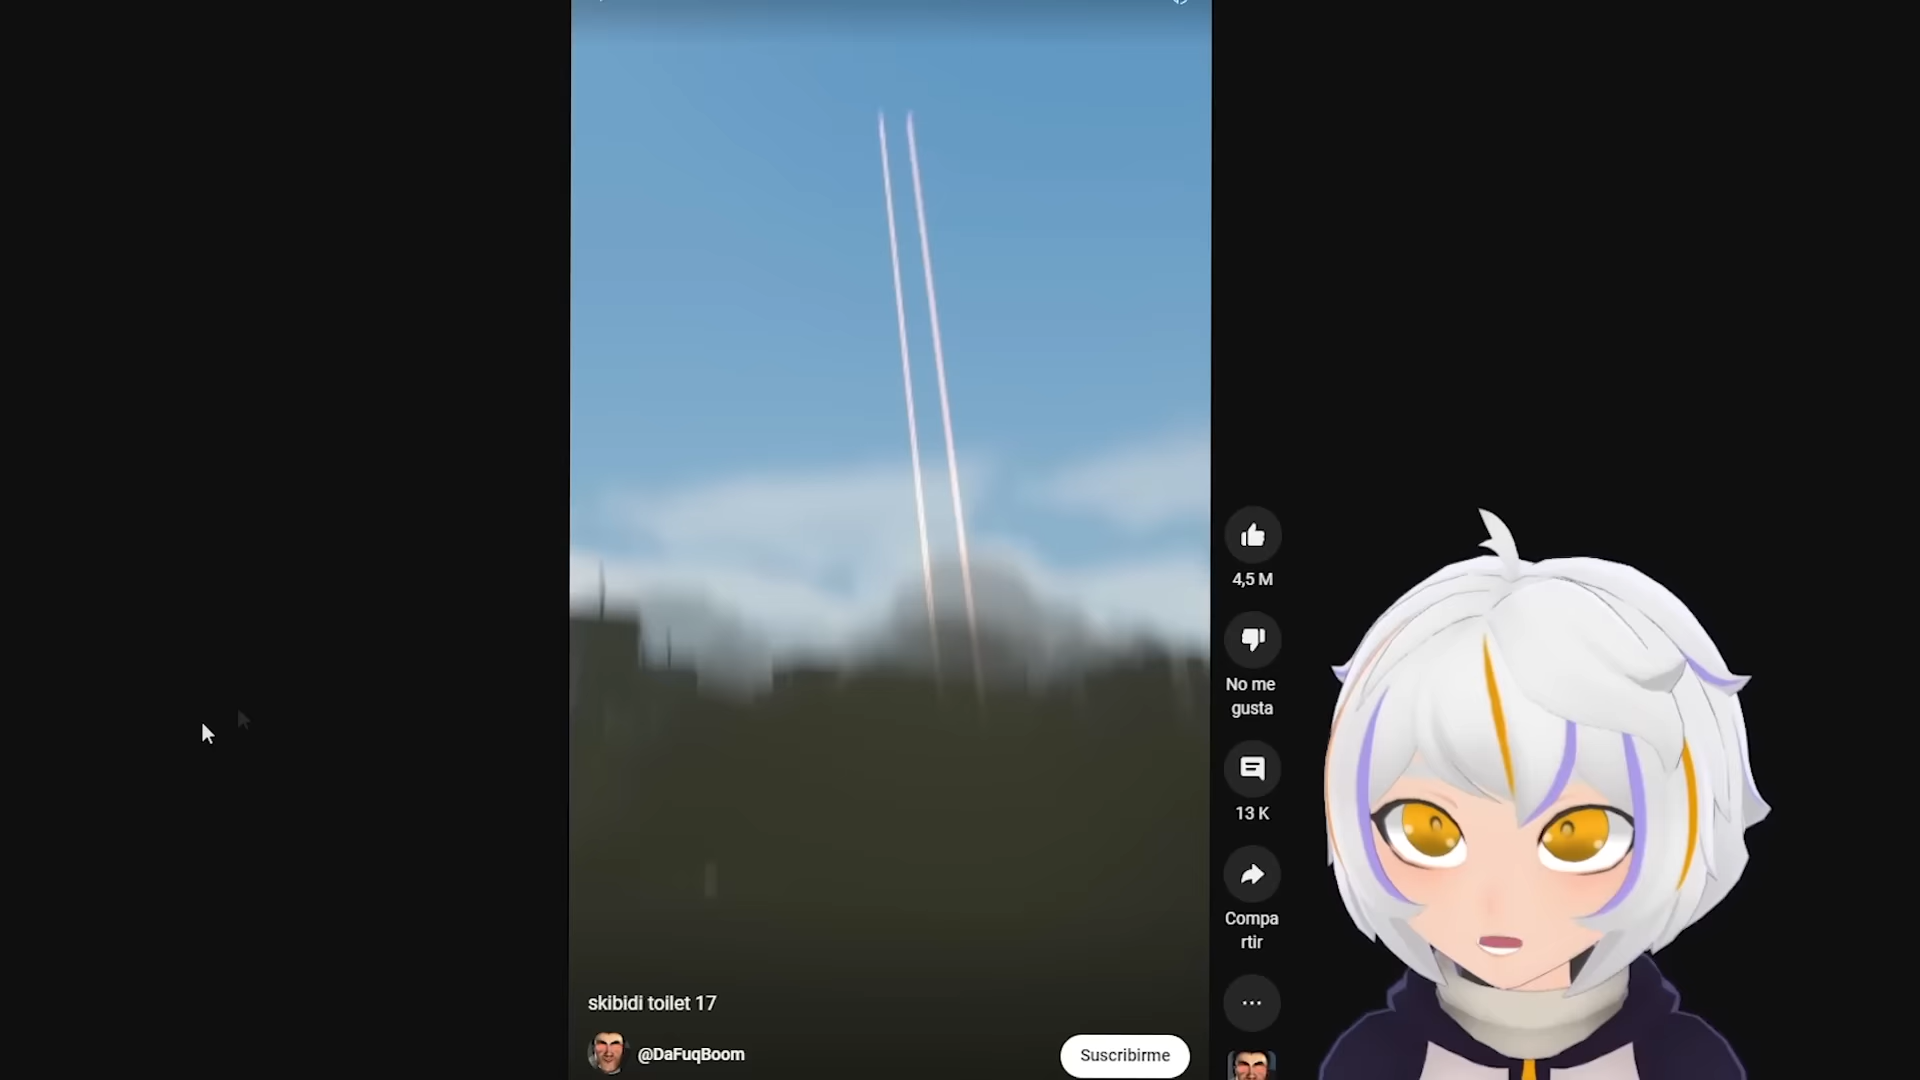 4,5 M
No me
gusta
13 K
Compa
rtir
skibidi toilet 17
@DaFuqBoom
Suscribirme